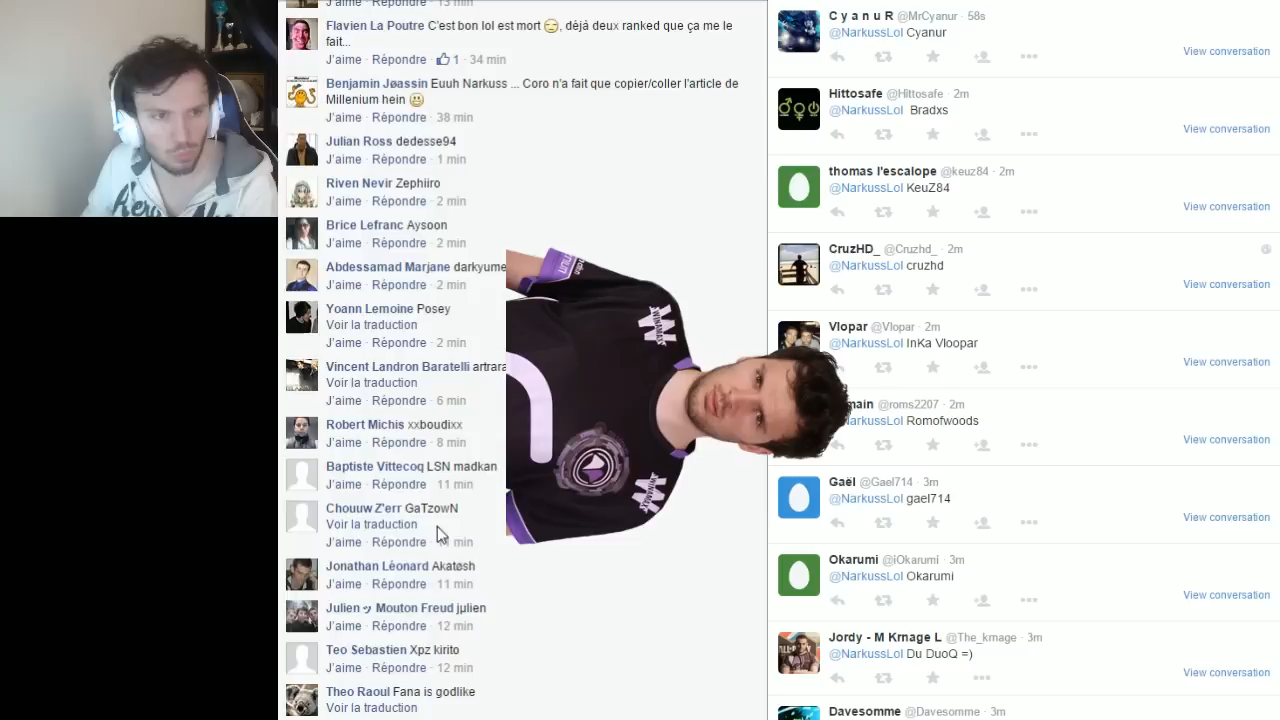 13 min
Flavien La Poutre C'est bon lol est mort , déjà deux ranked que ça me le
fait...
J'aime · Répondre · 1 · 34 min
Benjamin Jøassin Euuh Narkuss ... Coro n'a fait que copier/coller l'article de
Millenium hein
J'aime · Répondre · 38 min
Julian Ross dedesse94
J'aime · Répondre · 1 min
Riven Nevir Zephiiro
J'aime · Répondre · 2 min
Brice Lefranc Aysoon
J'aime · Répondre · 2 min
Abdessamad Marjane darkyume
J'aime · Répondre · 2 min
Yoann Lemoine Posey
Voir la traduction
J'aime · Répondre · 2 min
Vincent Landron Baratelli artrara
Voir la traduction
J'aime · Répondre · 6 min
Robert Michis xxboudixx
J'aime · Répondre · 8 min
Baptiste Vittecoq LSN madkan
J'aime · Répondre · 11 min
Chouuw Z'err GaTzowN
Voir la traduction
J'aime · Répondre · min
Jonathan Léonard Akatøsh
J'aime · Répondre · 11 min
Julien ッ Mouton Freud jµlien
J'aime · Répondre · 12 min
Teo Sebastien Xpz kirito
J'aime · Répondre · 12 min
Theo Raoul Fana is godlike
Voir la traduction
WINAMAX
WINAMAX
C y a n u R @MrCyanur · 58s
@NarkussLol Cyanur
View conversation
Hittosafe @Hittosafe · 2m
@NarkussLol Bradxs
View conversation
thomas l'escalope @keuz84 · 2m
@NarkussLol KeuZ84
View conversation
CruzHD_ @Cruzhd_ · 2m
@NarkussLol cruzhd
View conversation
Vlopar @Vlopar · 2m
@NarkussLol InKa Vloopar
View conversation
main @roms2207 · 2m
@NarkussLol Romofwoods
View conversation
Gaël @Gael714 · 3m
@NarkussLol gael714
View conversation
Okarumi @iOkarumi · 3m
@NarkussLol Okarumi
View conversation
Jordy - M Krnage L @The_krnage · 3m
@NarkussLol Du DuoQ =)
View conversation
Davesomme @Davesomme · 3m